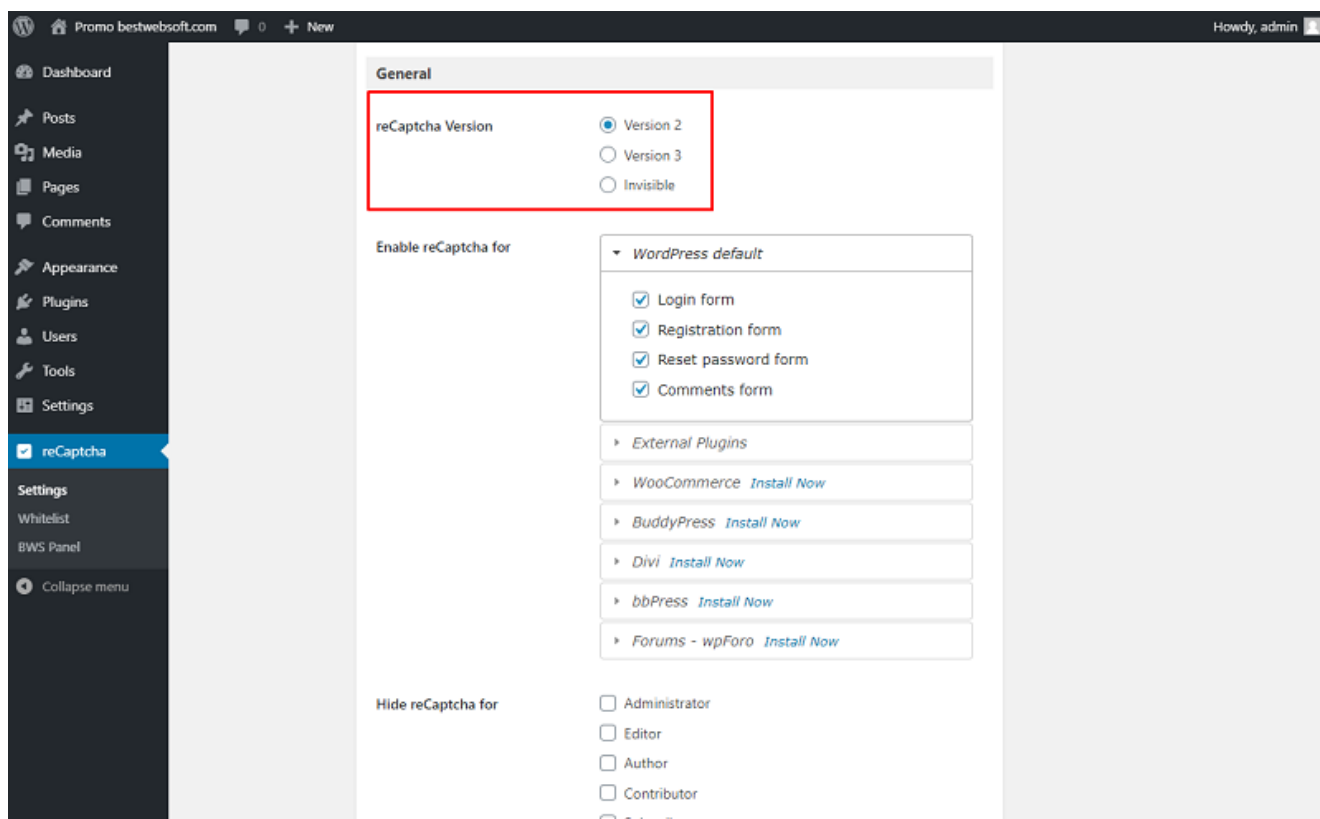 Promo bestwebsoft.com 0 New Howdy, admin
Dashboard
Posts
Media
Pages
Comments
Appearance
Plugins
Users
Tools
Settings
reCaptcha
Settings
Whitelist
BWS Panel
Collapse menu
General
reCaptcha Version
Version 2
Version 3
Invisible
Enable reCaptcha for
WordPress default
Login form
Registration form
Reset password form
Comments form
External Plugins
WooCommerce Install Now
BuddyPress Install Now
Divi Install Now
bbPress Install Now
Forums - wpForo Install Now
Hide reCaptcha for
Administrator
Editor
Author
Contributor